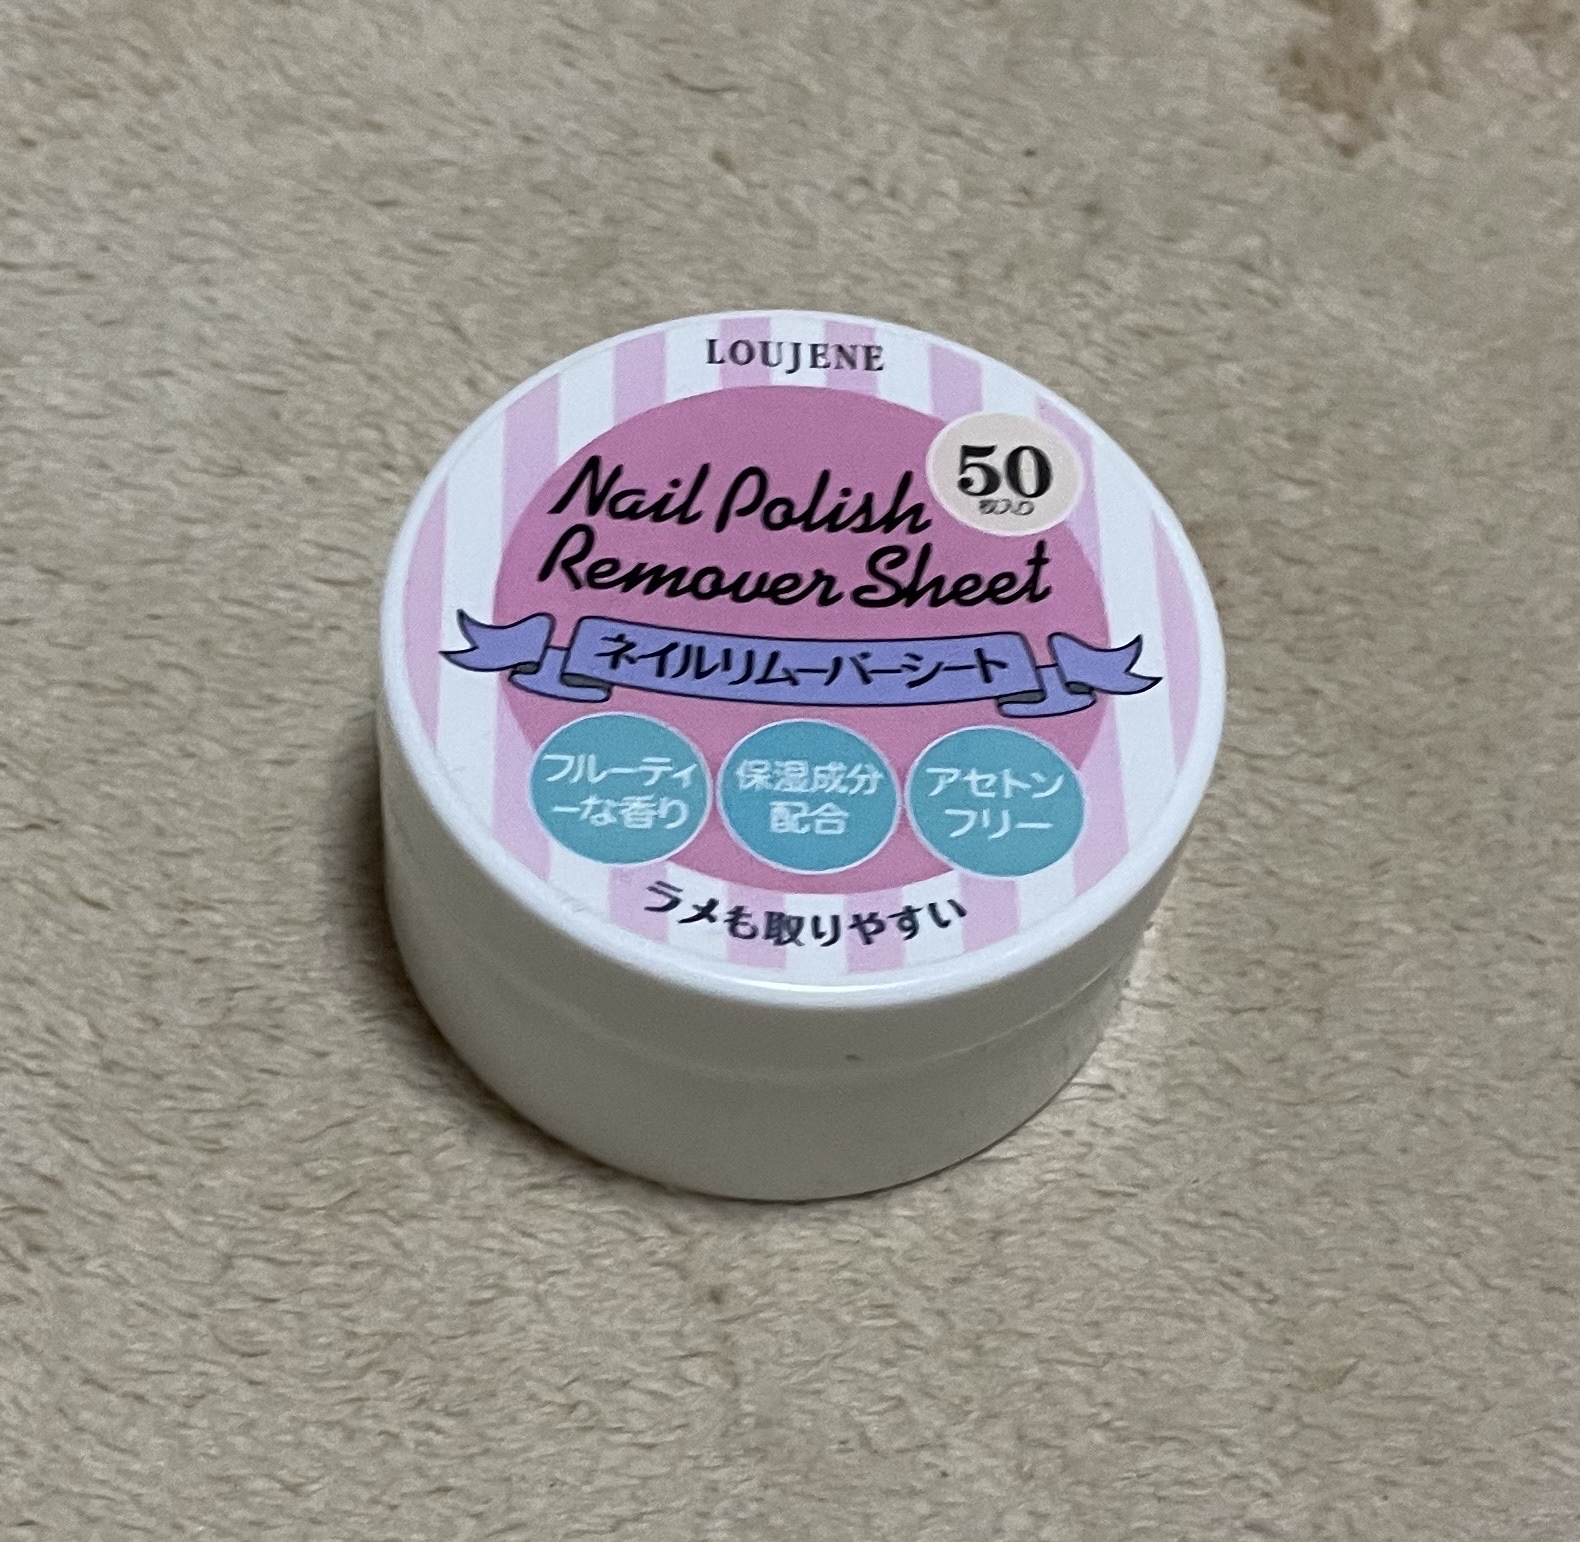 LOUJENE
50
枚入り
Nail Polish
Remover Sheet
ネイルリムーバーシート
フルーティ
ーな香り
保湿成分
配合
アセトン
フリー
ラメも取りやすい